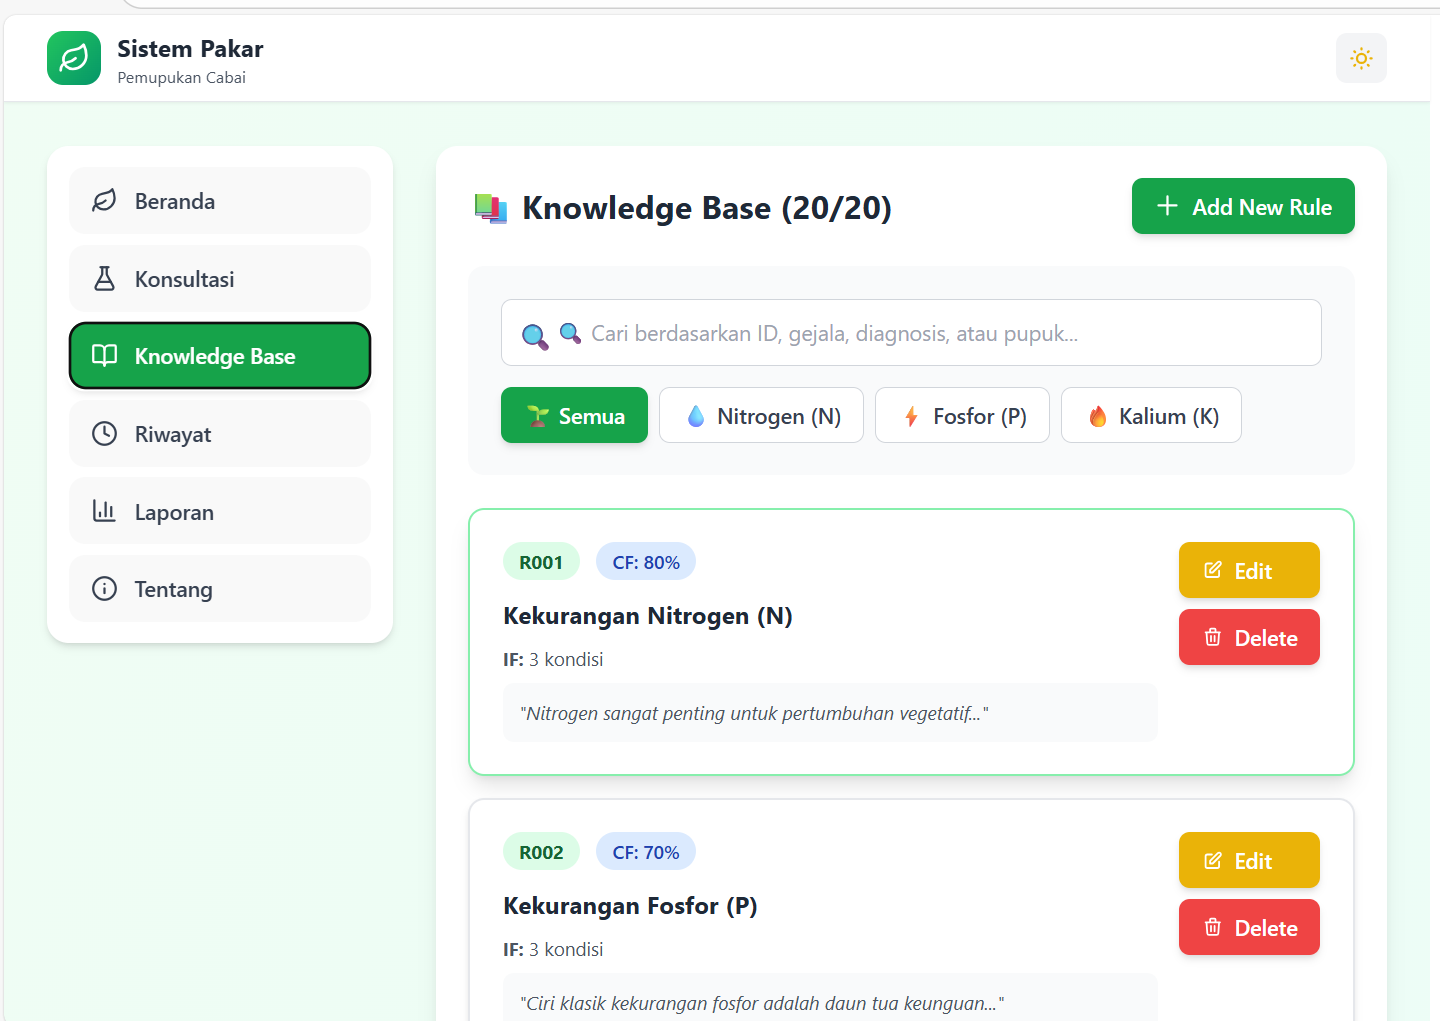 Sistem Pakar
Pemupukan Cabai
Beranda
Konsultasi
Knowledge Base
Riwayat
Laporan
Tentang
📚 Knowledge Base (20/20)
+ Add New Rule
🔍 🔍 Cari berdasarkan ID, gejala, diagnosis, atau pupuk...
🌱 Semua
💧 Nitrogen (N)
⚡ Fosfor (P)
🔥 Kalium (K)
R001 CF: 80%
Kekurangan Nitrogen (N)
IF: 3 kondisi
"Nitrogen sangat penting untuk pertumbuhan vegetatif..."
Edit
Delete
R002 CF: 70%
Kekurangan Fosfor (P)
IF: 3 kondisi
"Ciri klasik kekurangan fosfor adalah daun tua keunguan..."
Edit
Delete